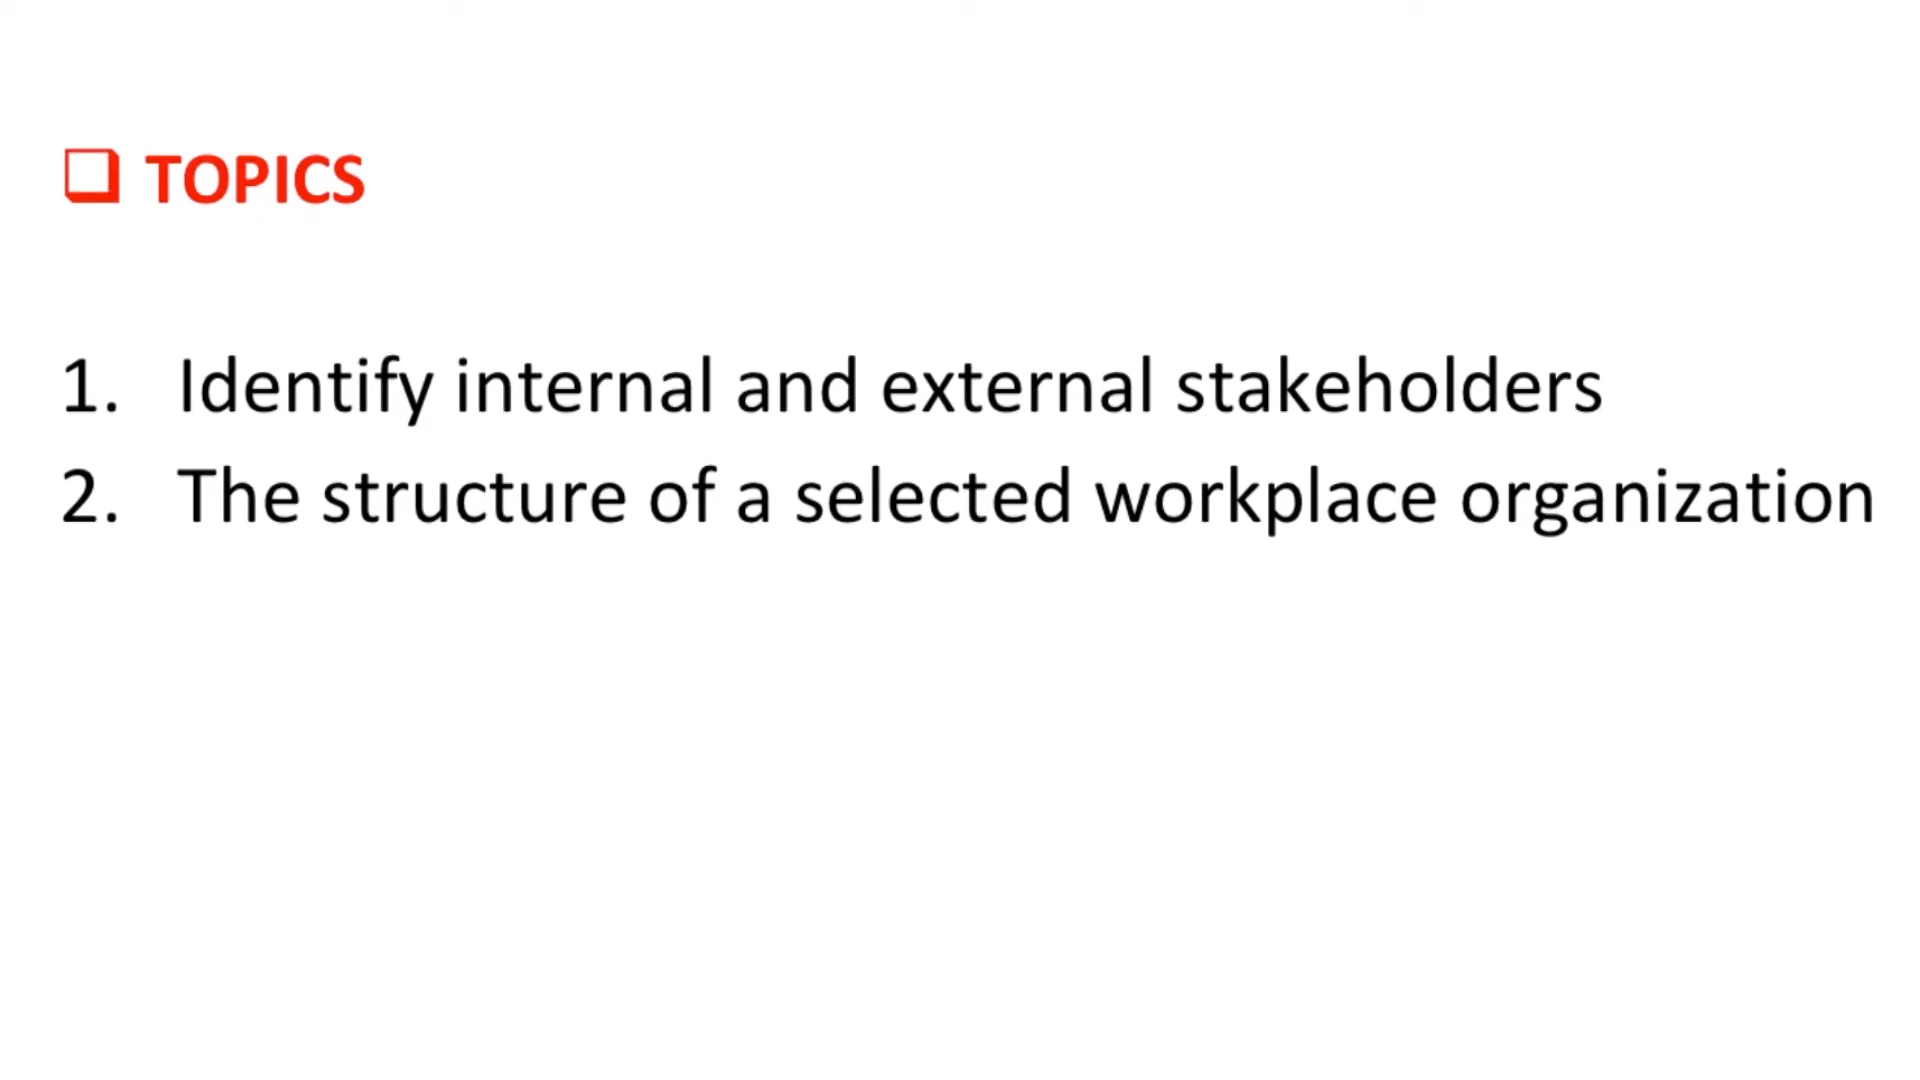 ❑ TOPICS
1. Identify internal and external stakeholders
2. The structure of a selected workplace organization